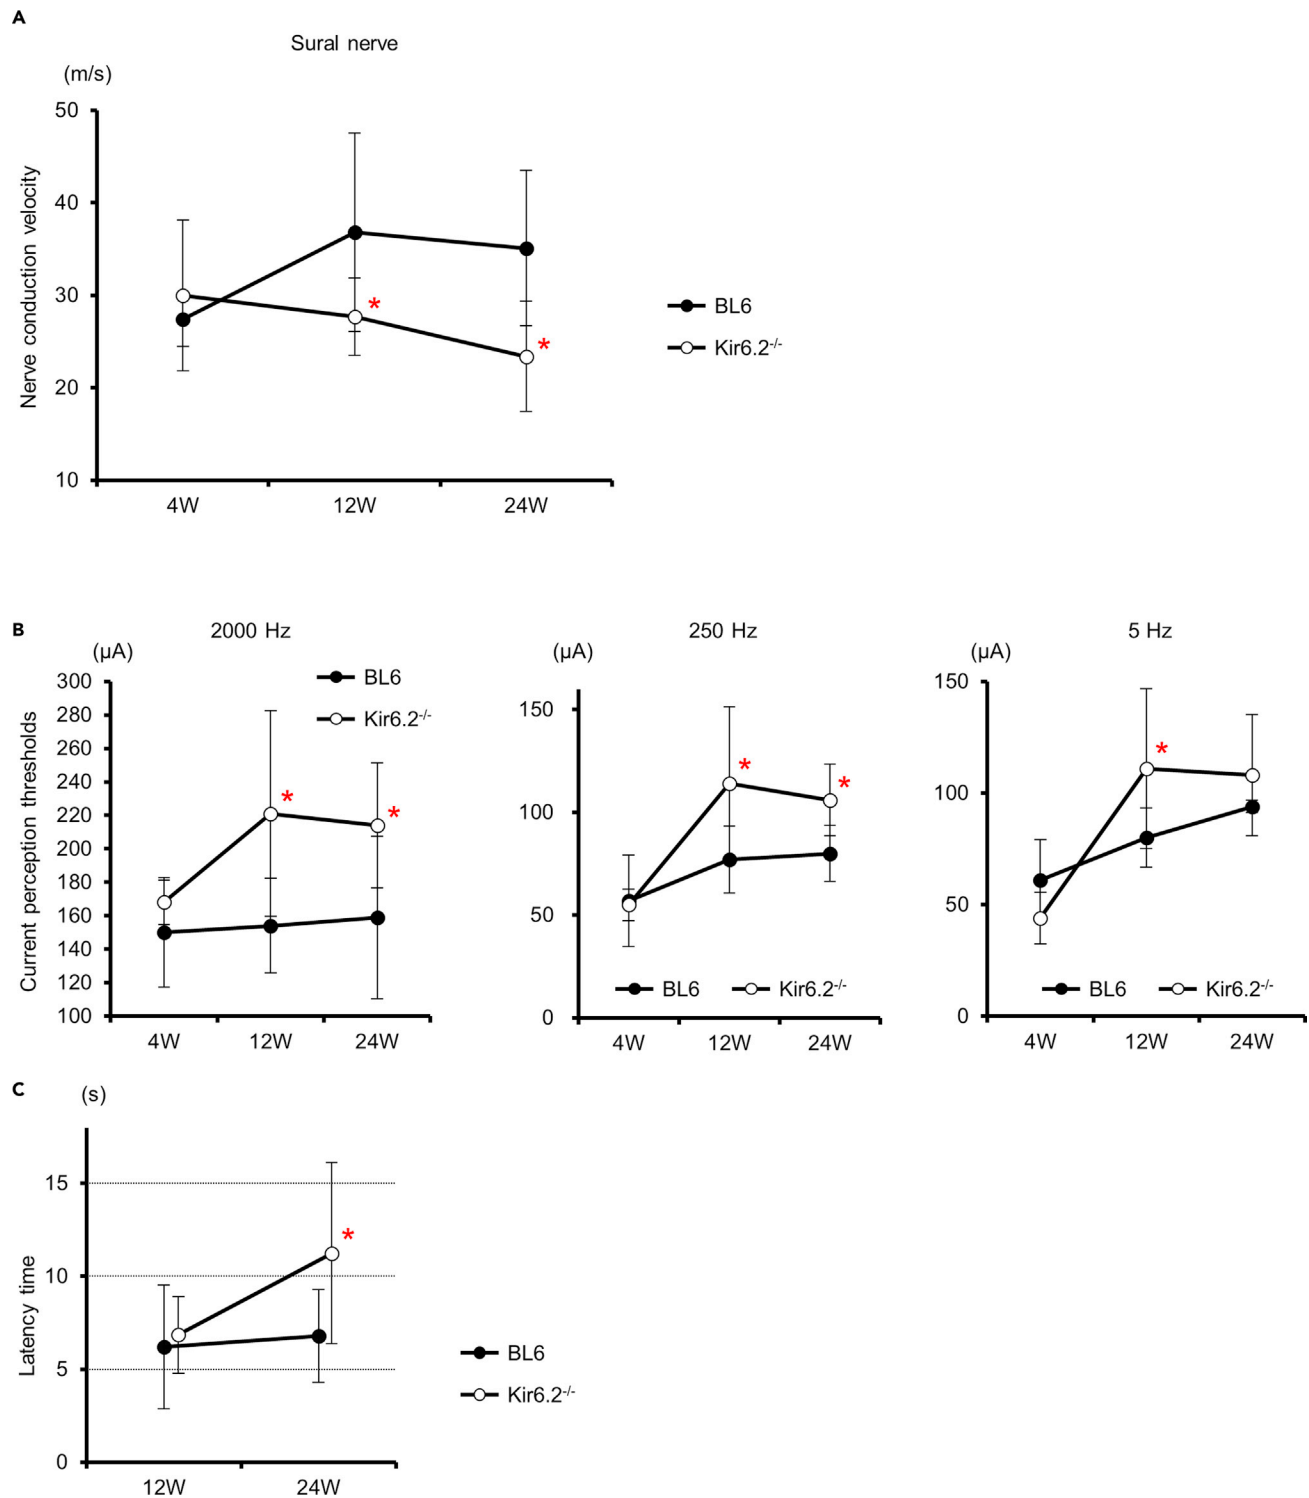 A
Sural nerve
(m/s)
Nerve conduction velocity
50
40
30
20
10
4W 12W 24W
*
*
BL6
Kir6.2-/-
B
2000 Hz
(µA)
Current perception thresholds
300
280
260
240
220
200
180
160
140
120
100
4W 12W 24W
BL6
Kir6.2-/-
*
*
250 Hz
(µA)
150
100
50
0
4W 12W 24W
*
*
BL6 Kir6.2-/-
5 Hz
(µA)
150
100
50
0
4W 12W 24W
*
BL6 Kir6.2-/-
C
(s)
Latency time
15
10
5
0
12W 24W
*
BL6
Kir6.2-/-